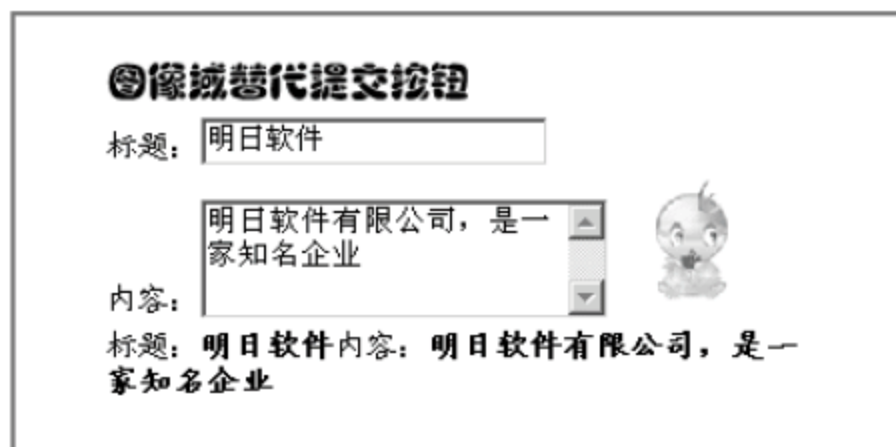 图像域替代提交按钮
标题：明日软件
明日软件有限公司，是一
家知名企业
内容：
标题：明日软件内容：明日软件有限公司，是一
家知名企业